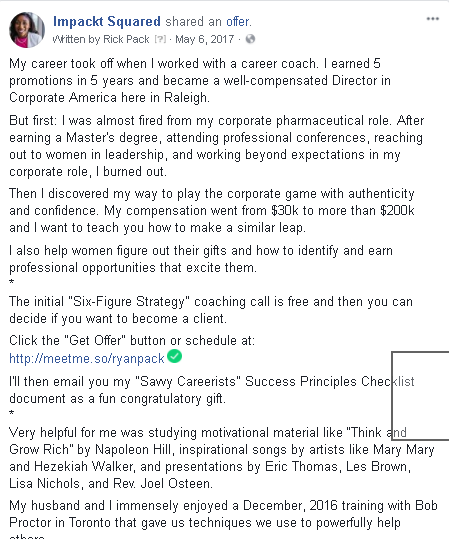 Impackt Squared shared an offer.
Written by Rick Pack [?] · May 6, 2017 ·
My career took off when I worked with a career coach. I earned 5
promotions in 5 years and became a well-compensated Director in
Corporate America here in Raleigh.
But first: I was almost fired from my corporate pharmaceutical role. After
earning a Master's degree, attending professional conferences, reaching
out to women in leadership, and working beyond expectations in my
corporate role, I burned out.
Then I discovered my way to play the corporate game with authenticity
and confidence. My compensation went from $30k to more than $200k
and I want to teach you how to make a similar leap.
I also help women figure out their gifts and how to identify and earn
professional opportunities that excite them.
*
The initial "Six-Figure Strategy" coaching call is free and then you can
decide if you want to become a client.
Click the "Get Offer" button or schedule at:
http://meetme.so/ryanpack
I'll then email you my "Savvy Careerists" Success Principles Checklist
document as a fun congratulatory gift.
*
Very helpful for me was studying motivational material like "Think and
Grow Rich" by Napoleon Hill, inspirational songs by artists like Mary Mary
and Hezekiah Walker, and presentations by Eric Thomas, Les Brown,
Lisa Nichols, and Rev. Joel Osteen.
My husband and I immensely enjoyed a December, 2016 training with Bob
Proctor in Toronto that gave us techniques we use to powerfully help